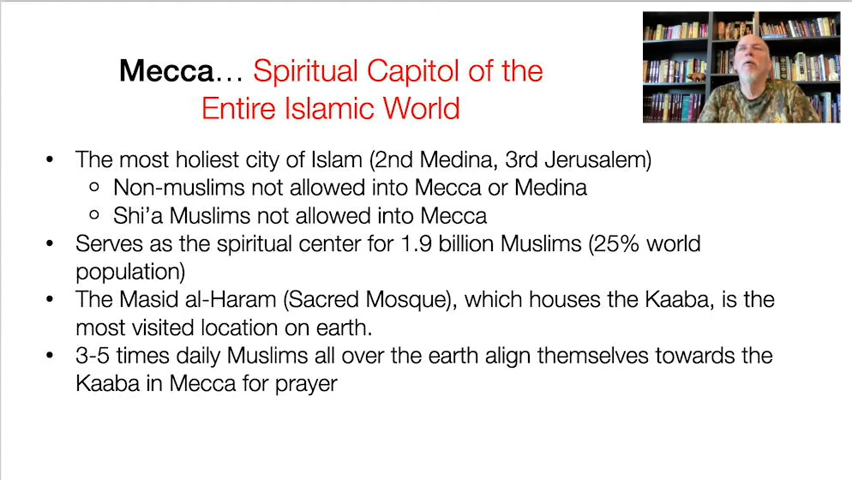 Mecca… Spiritual Capitol of the
Entire Islamic World
• The most holiest city of Islam (2nd Medina, 3rd Jerusalem)
○ Non-muslims not allowed into Mecca or Medina
○ Shi’a Muslims not allowed into Mecca
• Serves as the spiritual center for 1.9 billion Muslims (25% world
population)
• The Masid al-Haram (Sacred Mosque), which houses the Kaaba, is the
most visited location on earth.
• 3-5 times daily Muslims all over the earth align themselves towards the
Kaaba in Mecca for prayer